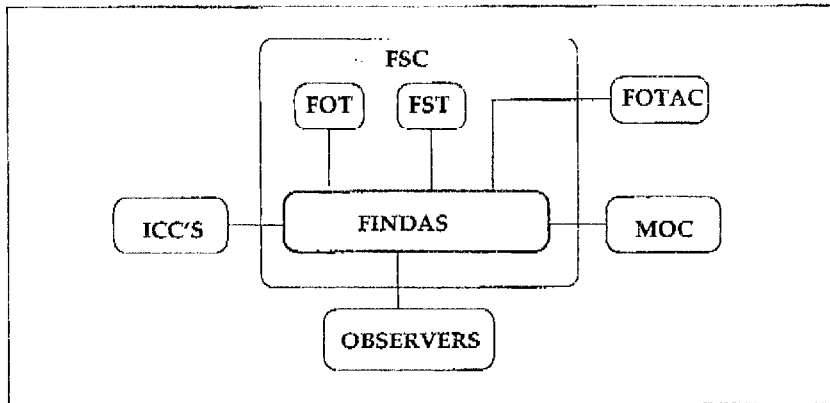 FSC
FOT
FST
FOTAC
ICC'S
FINDAS
MOC
OBSERVERS